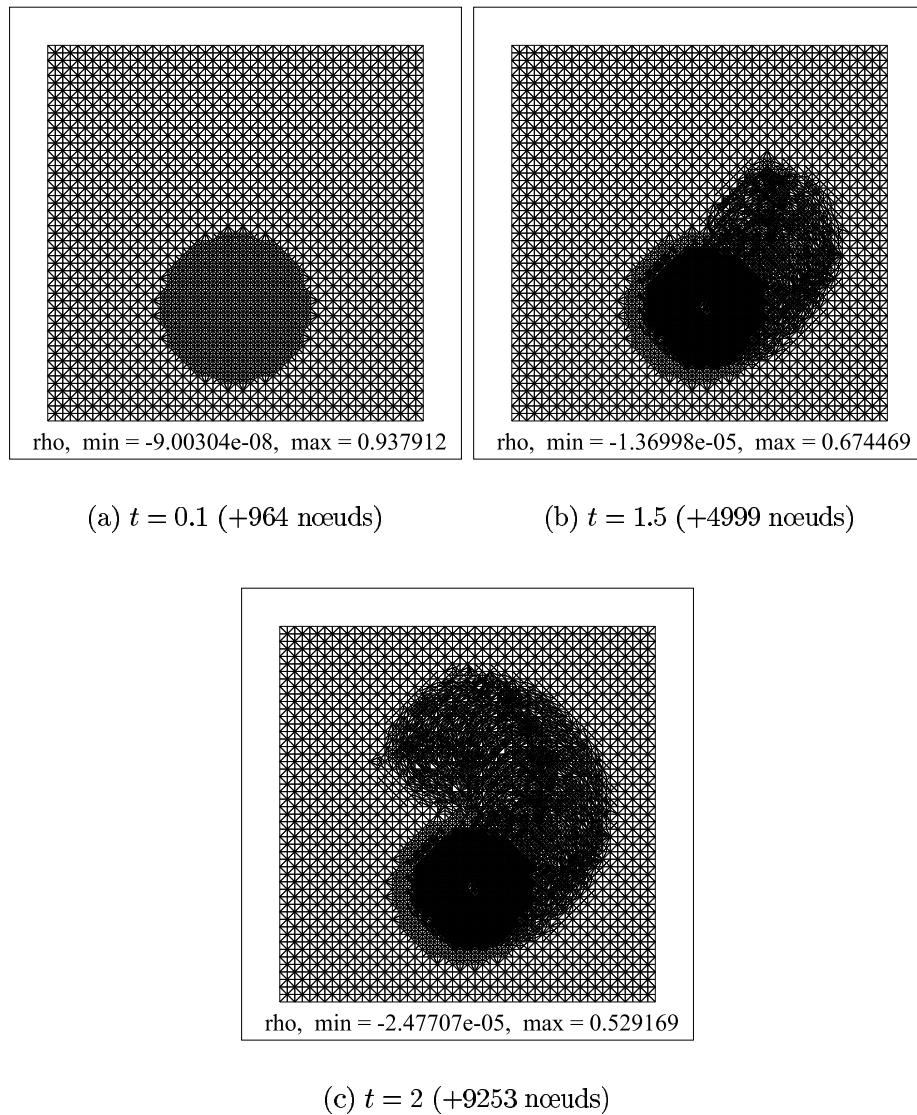 rho, min = -9.00304e-08, max = 0.937912
rho, min = -1.36998e-05, max = 0.674469
(a) t = 0.1 (+964 nœuds)
(b) t = 1.5 (+4999 nœuds)
rho, min = -2.47707e-05, max = 0.529169
(c) t = 2 (+9253 nœuds)